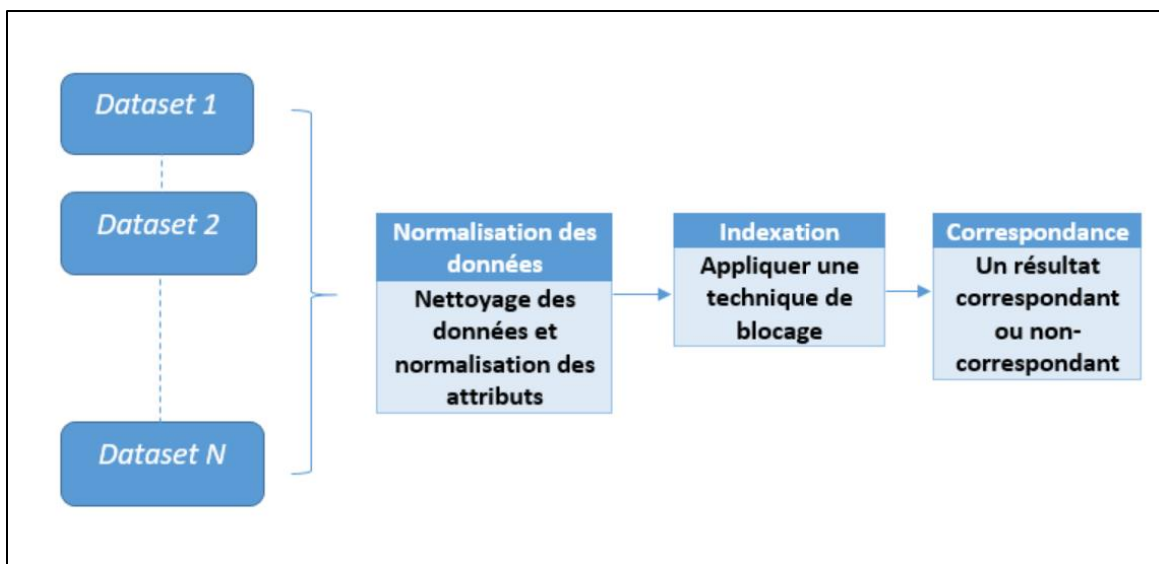 Dataset 1
Dataset 2
Dataset N
Normalisation des
données
Nettoyage des
données et
normalisation des
attributs
Indexation
Appliquer une
technique de
blocage
Correspondance
Un résultat
correspondant
ou non-
correspondant